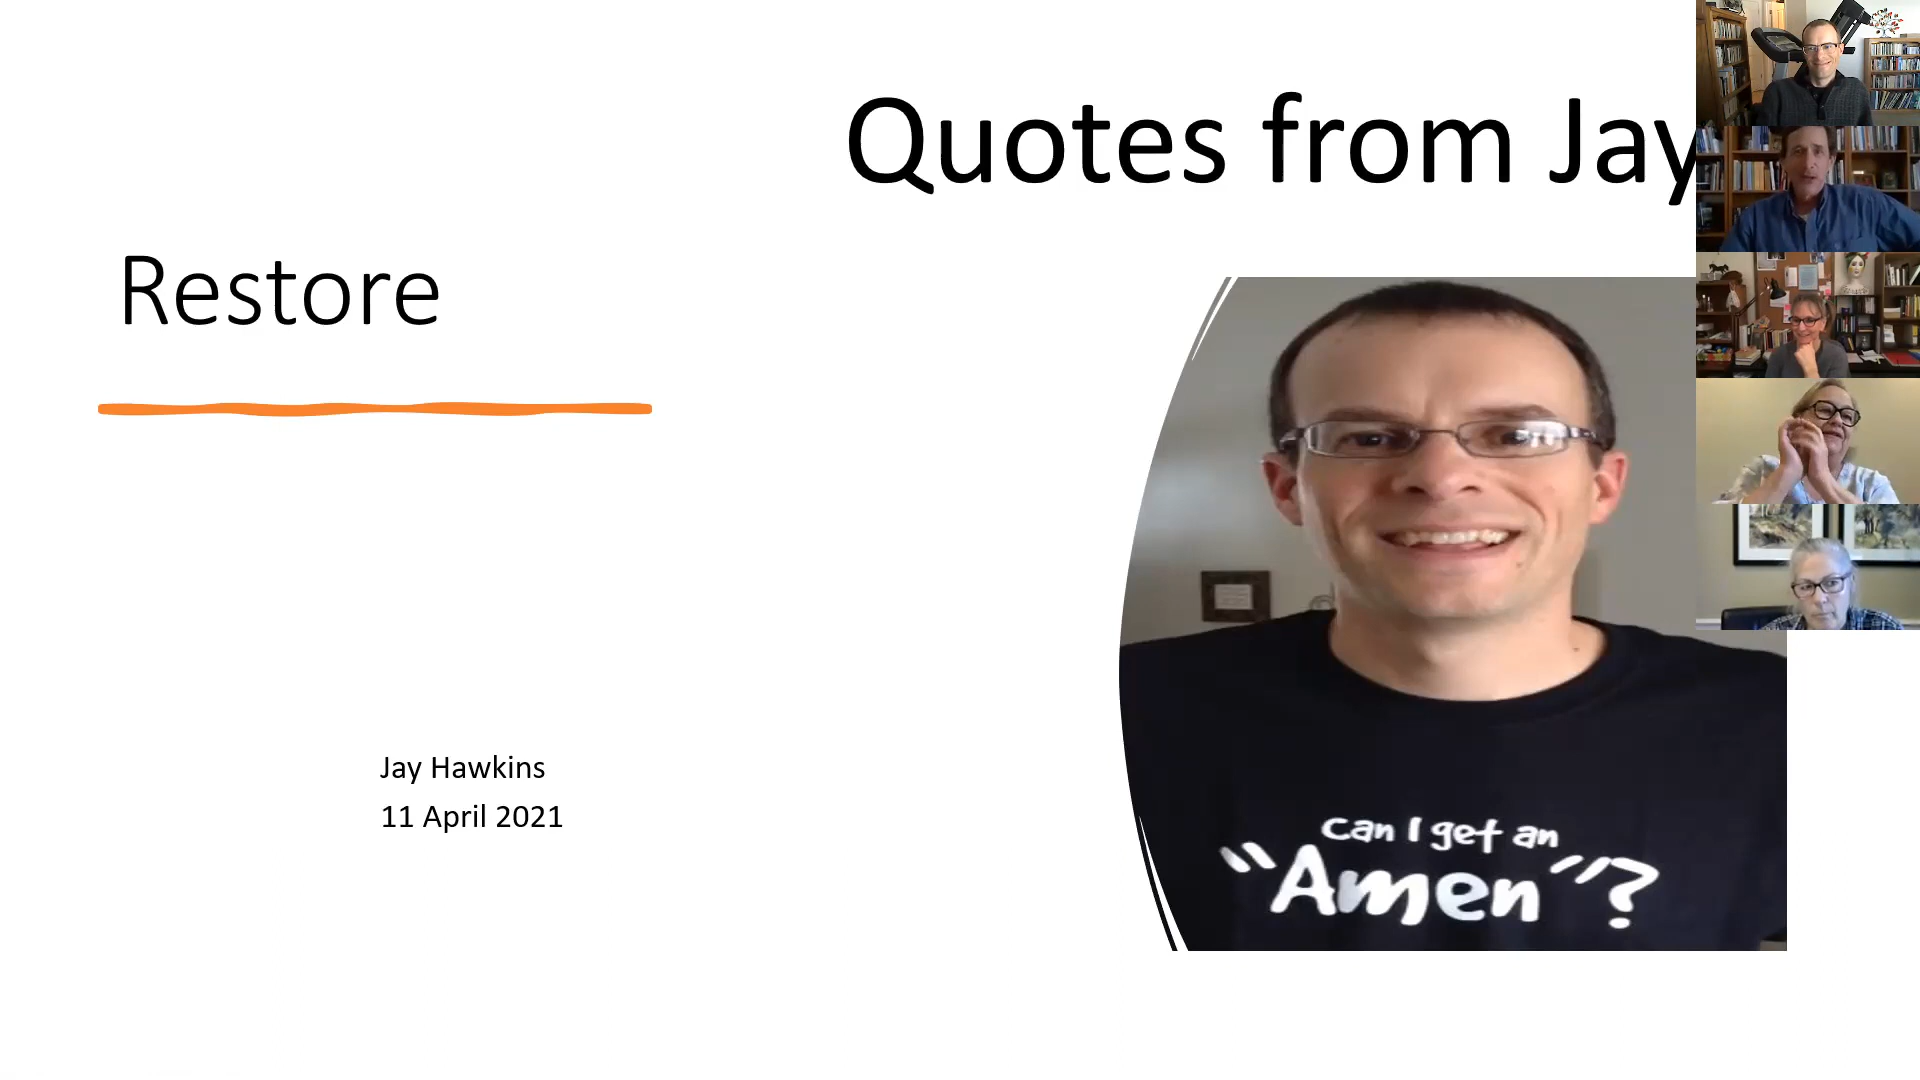 Quotes from Jay
Restore
Jay Hawkins
11 April 2021
Can I get an
"Amen"?